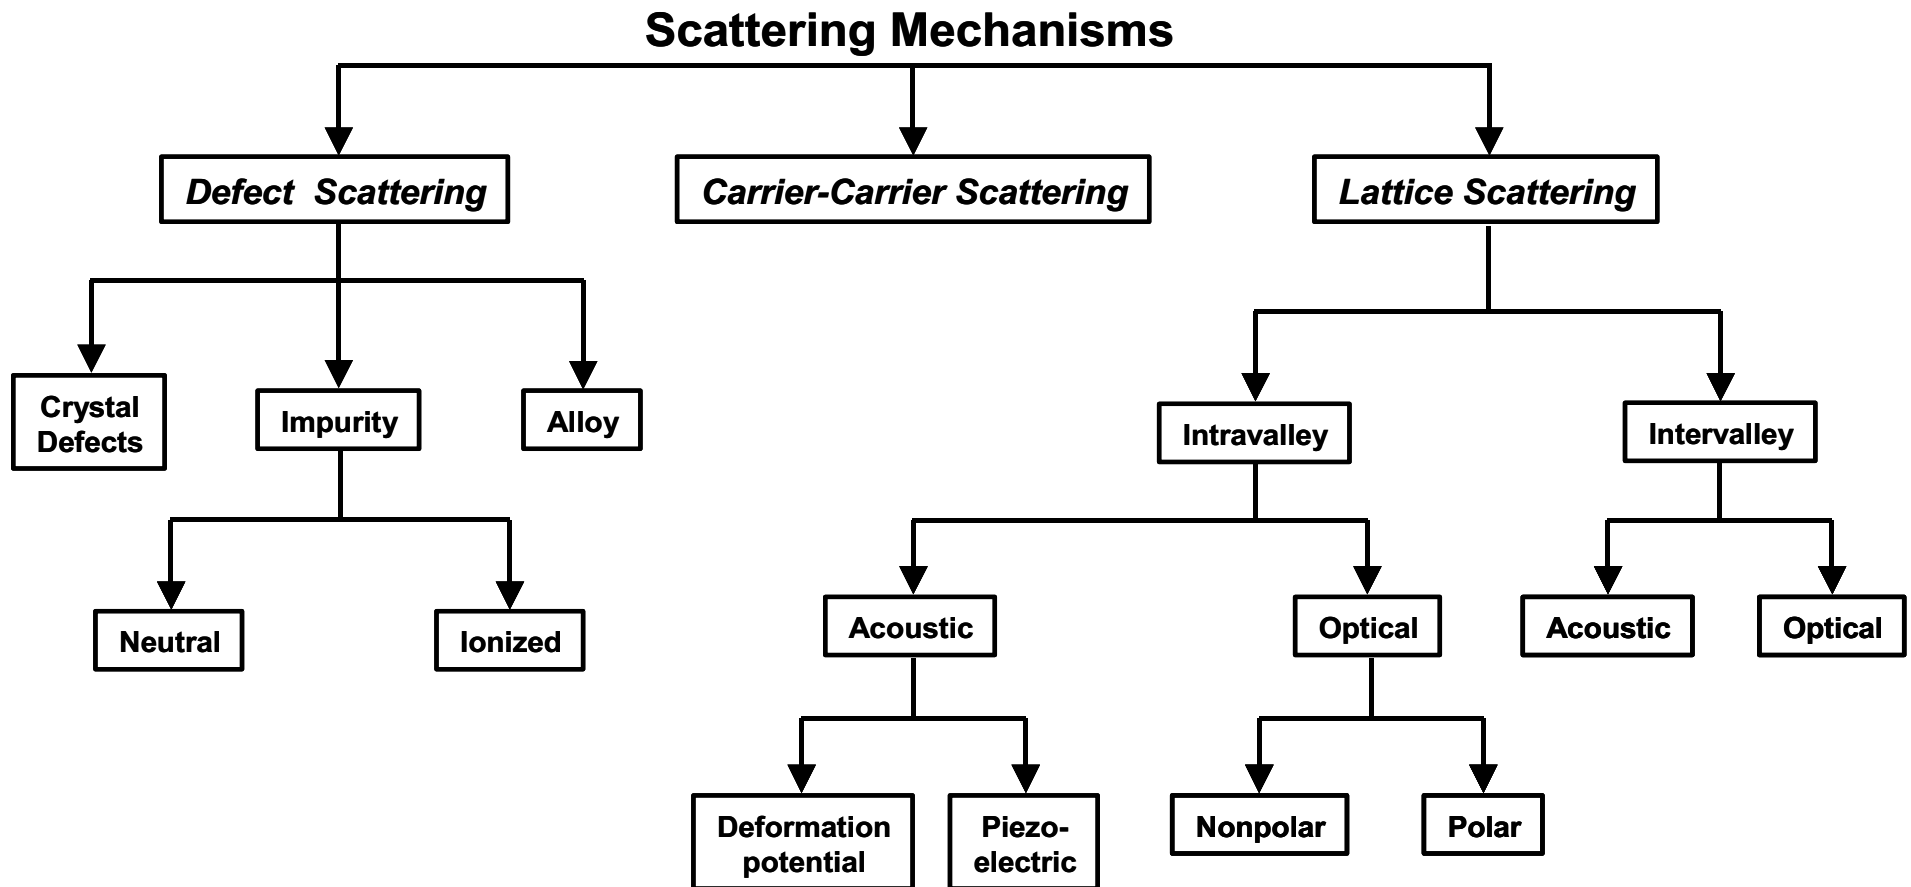 Scattering Mechanisms
Defect Scattering
Carrier-Carrier Scattering
Lattice Scattering
Crystal
Defects
Impurity
Alloy
Intravalley
Intervalley
Neutral
Ionized
Acoustic
Optical
Acoustic
Optical
Deformation
potential
Piezo-
electric
Nonpolar
Polar